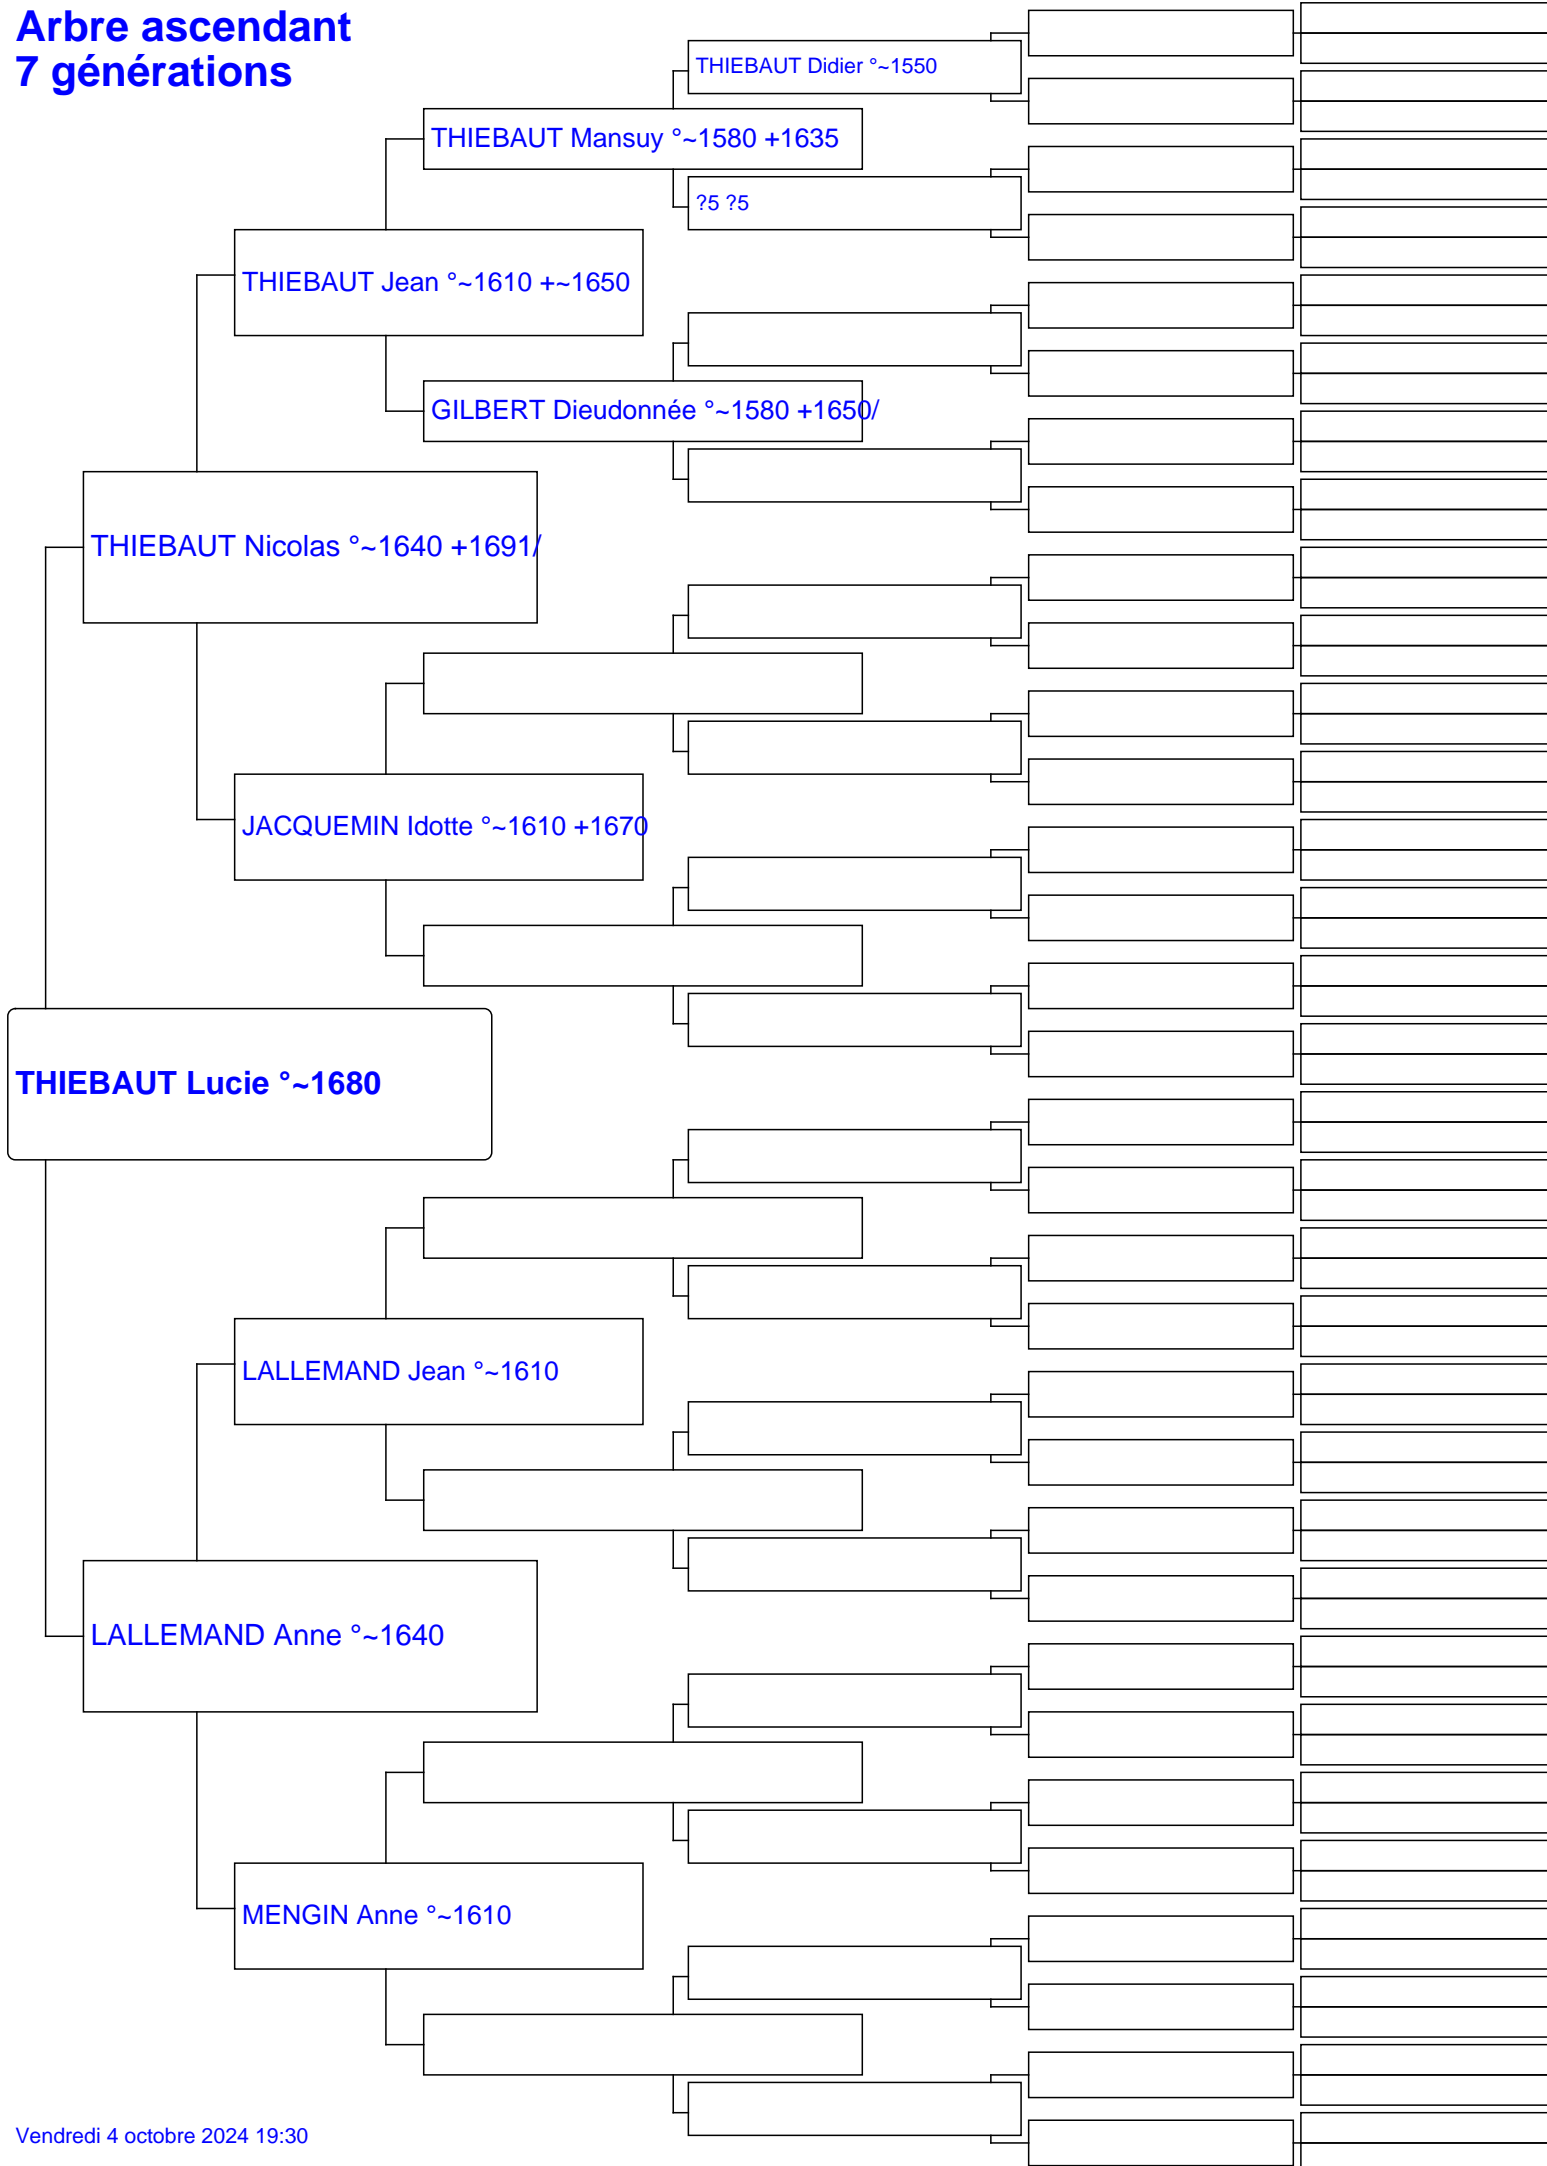 Arbre ascendant
7 générations
THIEBAUT Didier °~1550
THIEBAUT Mansuy °~1580 +1635
?5 ?5
THIEBAUT Jean °~1610 +~1650
GILBERT Dieudonnée °~1580 +1650/
THIEBAUT Nicolas °~1640 +1691/
JACQUEMIN Idotte °~1610 +1670
THIEBAUT Lucie °~1680
LALLEMAND Jean °~1610
LALLEMAND Anne °~1640
MENGIN Anne °~1610
Vendredi 4 octobre 2024 19:30